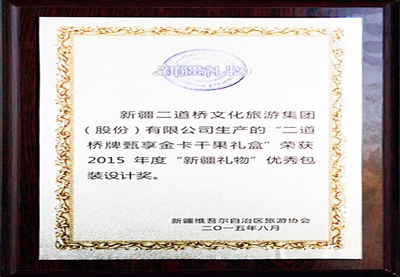 新疆礼物
新疆二道桥文化旅游集团
(股份)有限公司生产的“二道
桥牌甄享金卡干果礼盒”荣获
2015 年度“新疆礼物”优秀包
装设计奖。
新疆维吾尔自治区旅游协会
二〇一五年八月